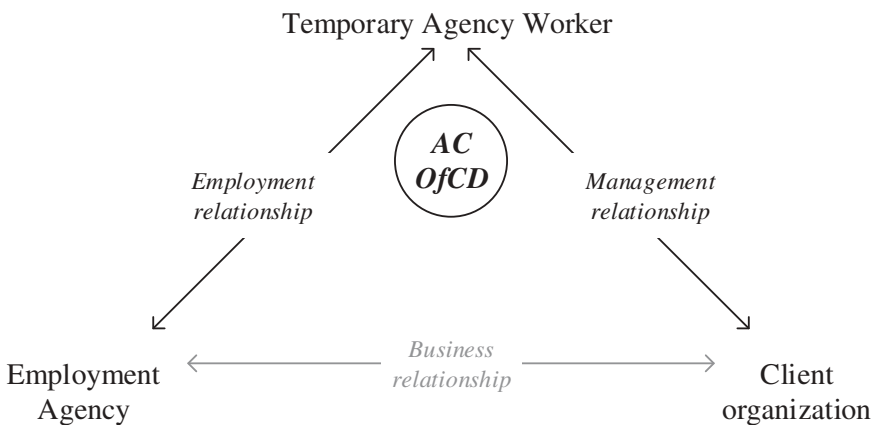 Temporary Agency Worker
AC
OfCD
Employment
relationship
Management
relationship
Business
relationship
Employment
Agency
Client
organization